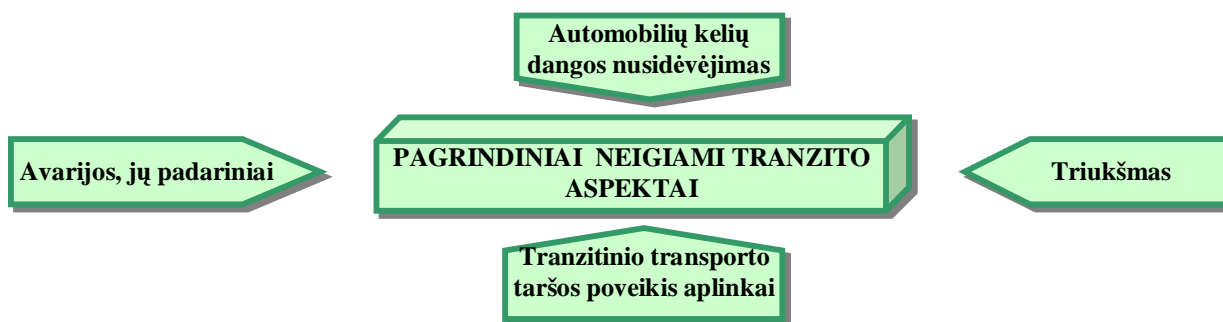 Automobilių kelių
dangos nusidėvėjimas
Avarijos, jų padariniai
PAGRINDINIAI NEIGIAMI TRANZITO
ASPEKTAI
Triukšmas
Tranzitinio transporto
taršos poveikis aplinkai